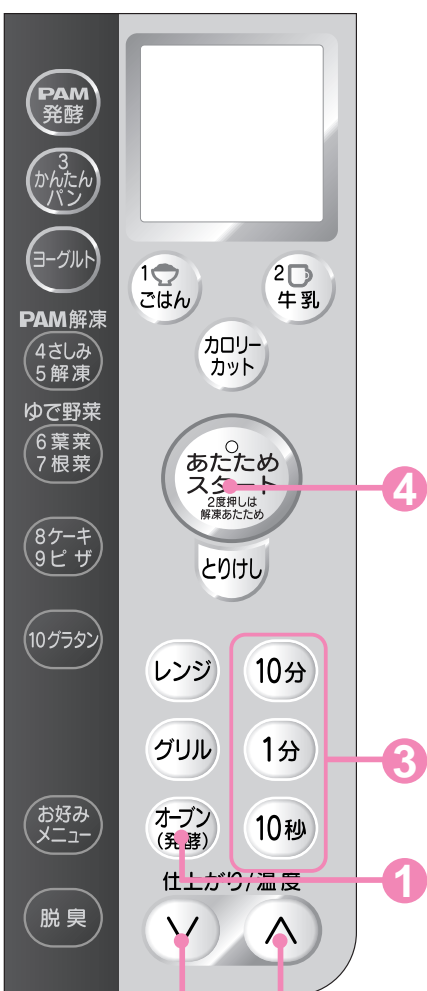 PAM
発酵
3
かんたん
パン
ヨーグルト
PAM解凍
4さしみ
5解凍
ゆで野菜
6葉菜
7根菜
8ケーキ
9ピザ
10グラタン
お好み
メニュー
脱臭
1
ごはん
2
牛乳
カロリー
カット
あたため
スタート
2度押しは
解凍あたため
4
とりけし
レンジ
10分
グリル
1分
3
オーブン
(発酵)
10秒
1
仕上がり/温度